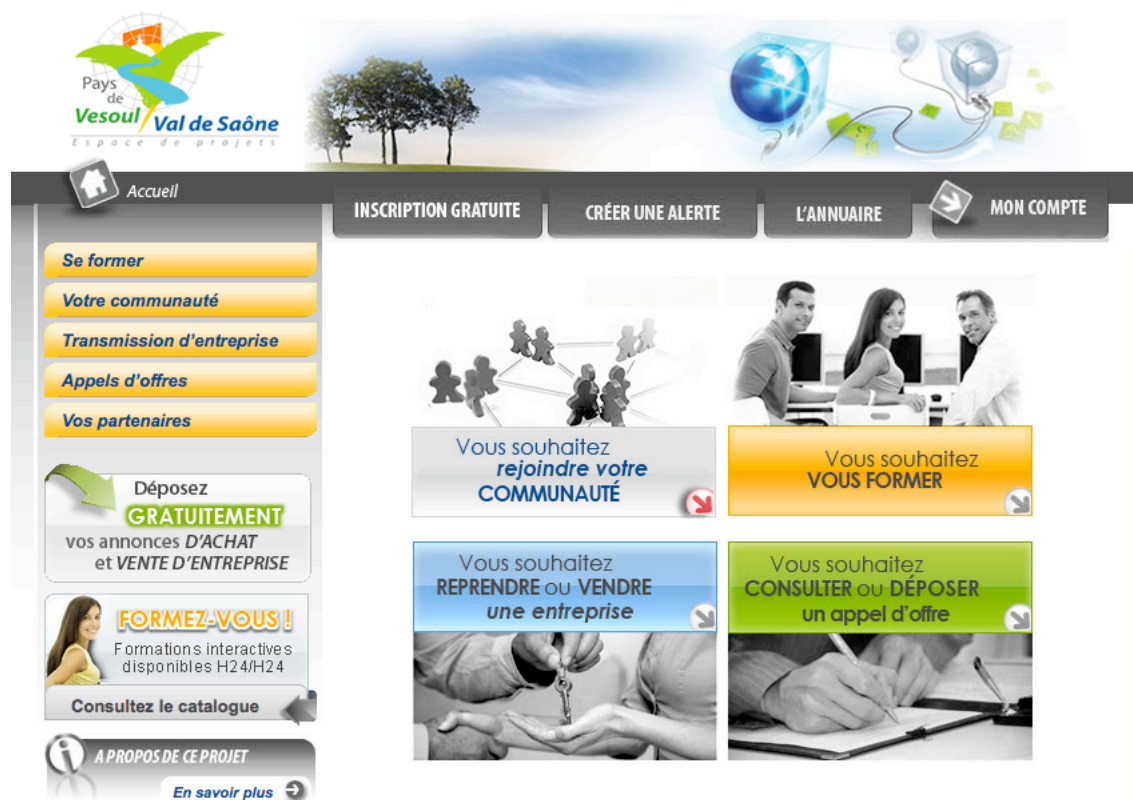 Pays
de
Vesoul Val de Saône
Espace de projets
Accueil
INSCRIPTION GRATUITE
CRÉER UNE ALERTE
L'ANNUAIRE
MON COMPTE
Se former
Votre communauté
Transmission d'entreprise
Appels d'offres
Vos partenaires
Déposez
GRATUITEMENT
vos annonces D'ACHAT
et VENTE D'ENTREPRISE
FORMEZ-VOUS !
Formations interactives
disponibles H24/H24
Consultez le catalogue
A PROPOS DE CE PROJET
En savoir plus
Vous souhaitez
rejoindre votre
COMMUNAUTÉ
Vous souhaitez
VOUS FORMER
Vous souhaitez
REPRENDRE OU VENDRE
une entreprise
Vous souhaitez
CONSULTER OU DÉPOSER
un appel d'offre